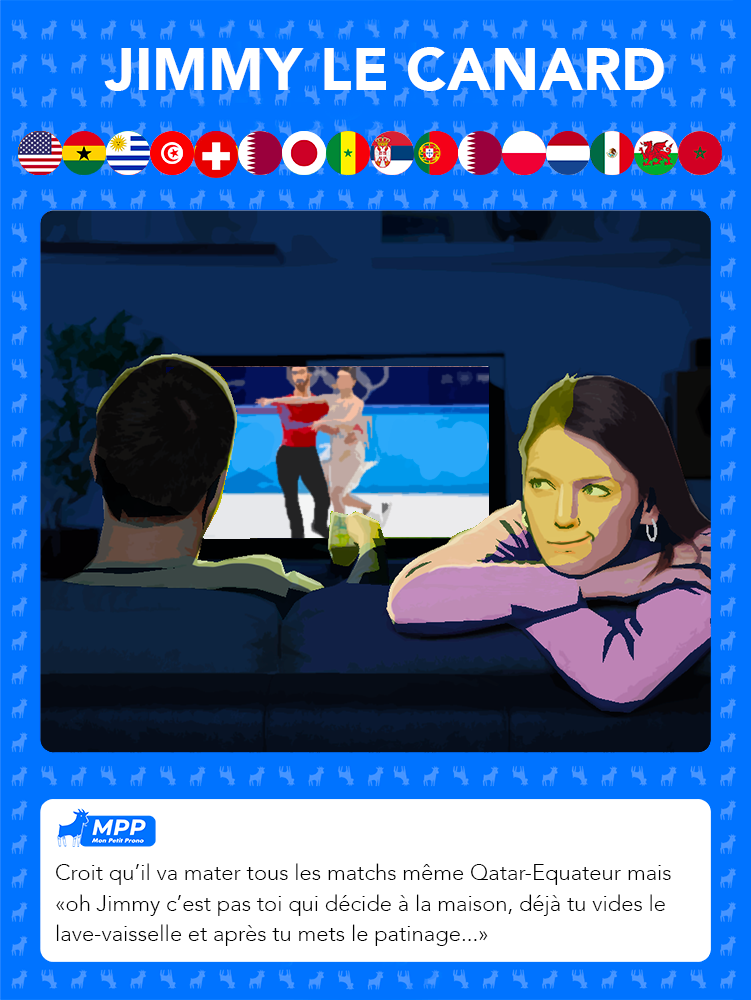 JIMMY LE CANARD
MPP
Mon Petit Prono
Croit qu’il va mater tous les matchs même Qatar-Equateur mais
«oh Jimmy c’est pas toi qui décide à la maison, déjà tu vides le
lave-vaisselle et après tu mets le patinage...»